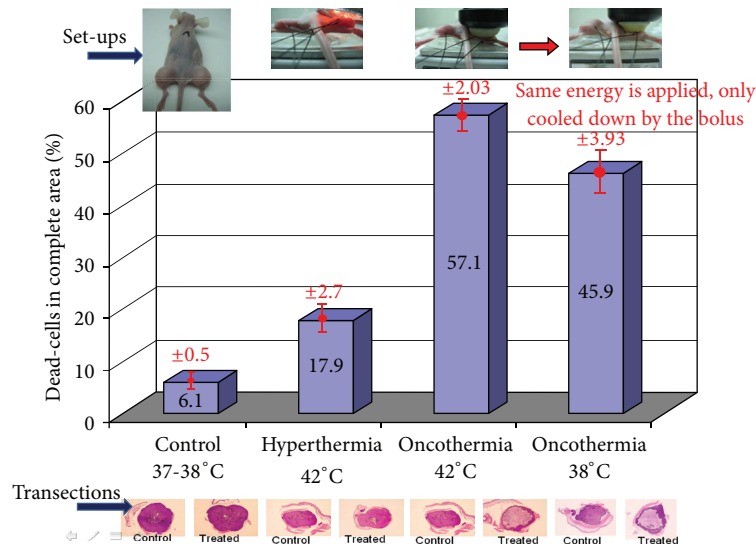 Set-ups
Same energy is applied, only
cooled down by the bolus
Dead-cells in complete area (%)
60
50
40
30
20
10
0
±0.5
6.1
±2.7
17.9
±2.03
57.1
±3.93
45.9
Control
37-38°C
Hyperthermia
42°C
Oncothermia
42°C
Oncothermia
38°C
Transections
Control
Treated
Control
Treated
Control
Treated
Control
Treated